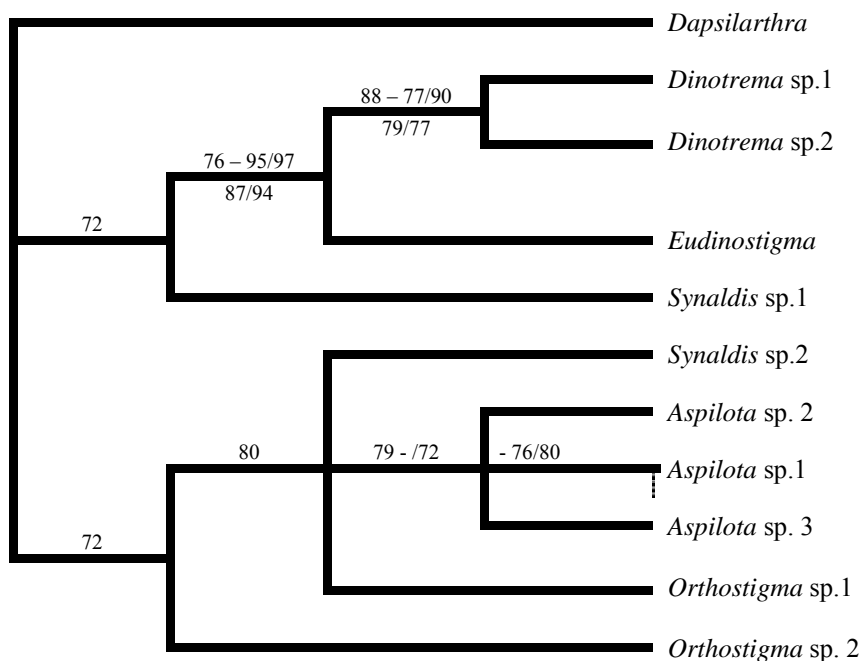 Dapsilarthra
Dinotrema sp.1
88 – 77/90
79/77
Dinotrema sp.2
76 – 95/97
87/94
72
Eudinostigma
Synaldis sp.1
Synaldis sp.2
Aspilota sp. 2
80
79 - /72
- 76/80
Aspilota sp.1
Aspilota sp. 3
72
Orthostigma sp.1
Orthostigma sp. 2